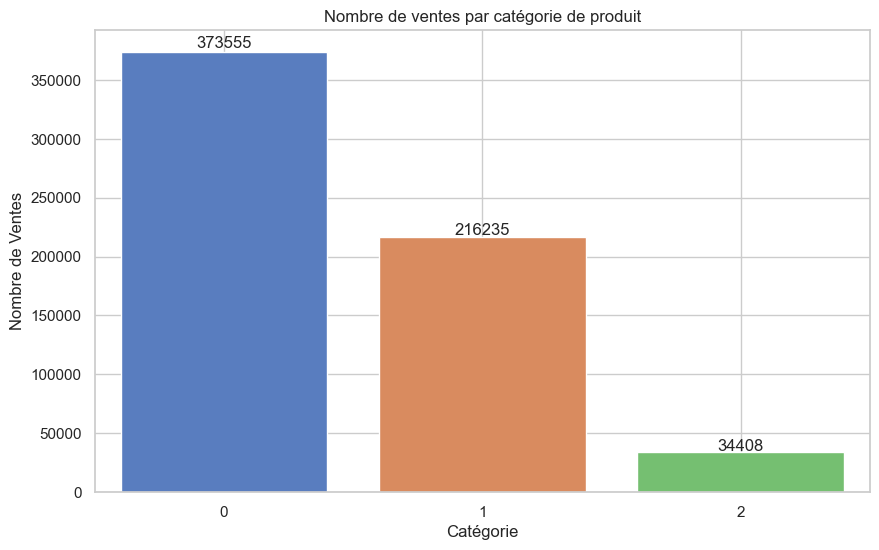 Nombre de ventes par catégorie de produit
373555
350000
300000
250000
216235
200000
150000
100000
50000
34408
0
0 1 2
Nombre de Ventes
Catégorie